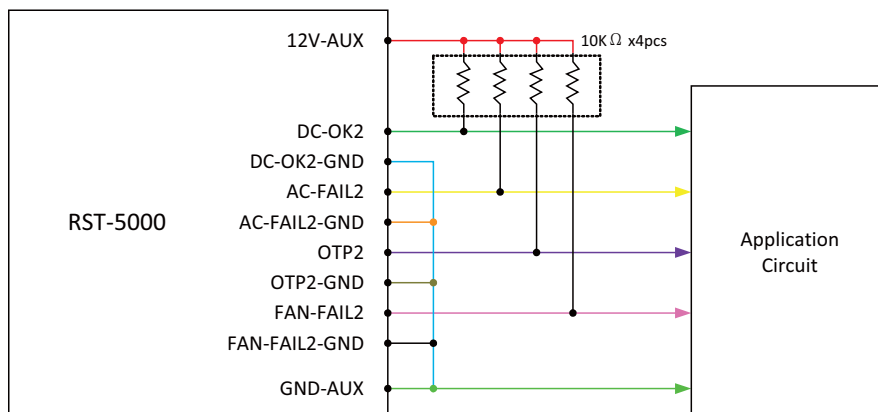 12V-AUX
10KΩ x4pcs
DC-OK2
DC-OK2-GND
AC-FAIL2
RST-5000
AC-FAIL2-GND
OTP2
Application
Circuit
OTP2-GND
FAN-FAIL2
FAN-FAIL2-GND
GND-AUX